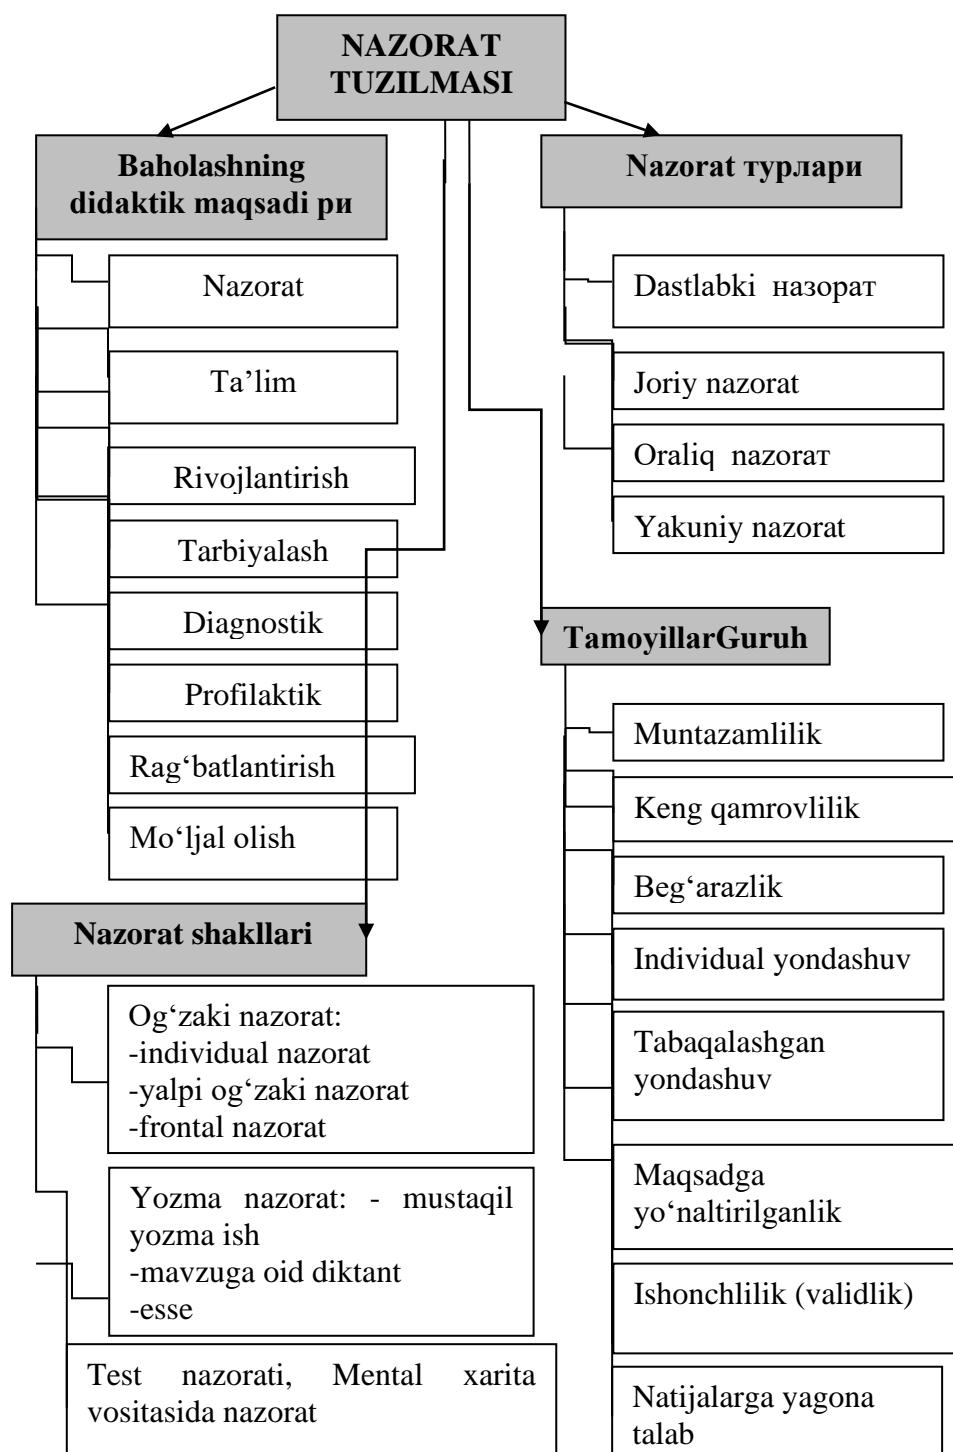 NAZORAT
TUZILMASI
Baholashning
didaktik maqsadi ри
Nazorat
Ta’lim
Rivojlantirish
Tarbiyalash
Diagnostik
Profilaktik
Rag‘batlantirish
Mo‘ljal olish
Nazorat турлари
Dastlabki назорат
Joriy nazorat
Oraliq nazoraт
Yakuniy nazorat
TamoyillarGuruh
Muntazamlilik
Keng qamrovlilik
Beg‘arazlik
Individual yondashuv
Tabaqalashgan
yondashuv
Maqsadga
yo‘naltirilganlik
Ishonchlilik (validlik)
Natijalarga yagona
talab
Nazorat shakllari
Og‘zaki nazorat:
-individual nazorat
-yalpi og‘zaki nazorat
-frontal nazorat
Yozma nazorat: - mustaqil
yozma ish
-mavzuga oid diktant
-esse
Test nazorati, Mental xarita
vositasida nazorat